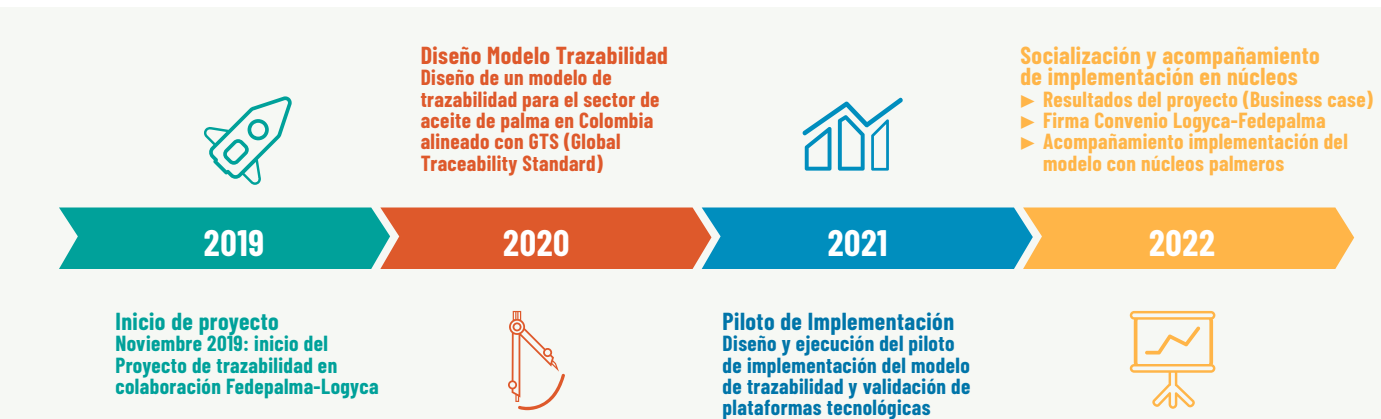 Diseño Modelo Trazabilidad
Diseño de un modelo de
trazabilidad para el sector de
aceite de palma en Colombia
alineado con GTS (Global
Traceability Standard)
Socialización y acompañamiento
de implementación en núcleos
► Resultados del proyecto (Business case)
► Firma Convenio Logyca-Fedepalma
► Acompañamiento implementación del
modelo con núcleos palmeros
2019
2020
2021
2022
Inicio de proyecto
Noviembre 2019: inicio del
Proyecto de trazabilidad en
colaboración Fedepalma-Logyca
Piloto de Implementación
Diseño y ejecución del piloto
de implementación del modelo
de trazabilidad y validación de
plataformas tecnológicas